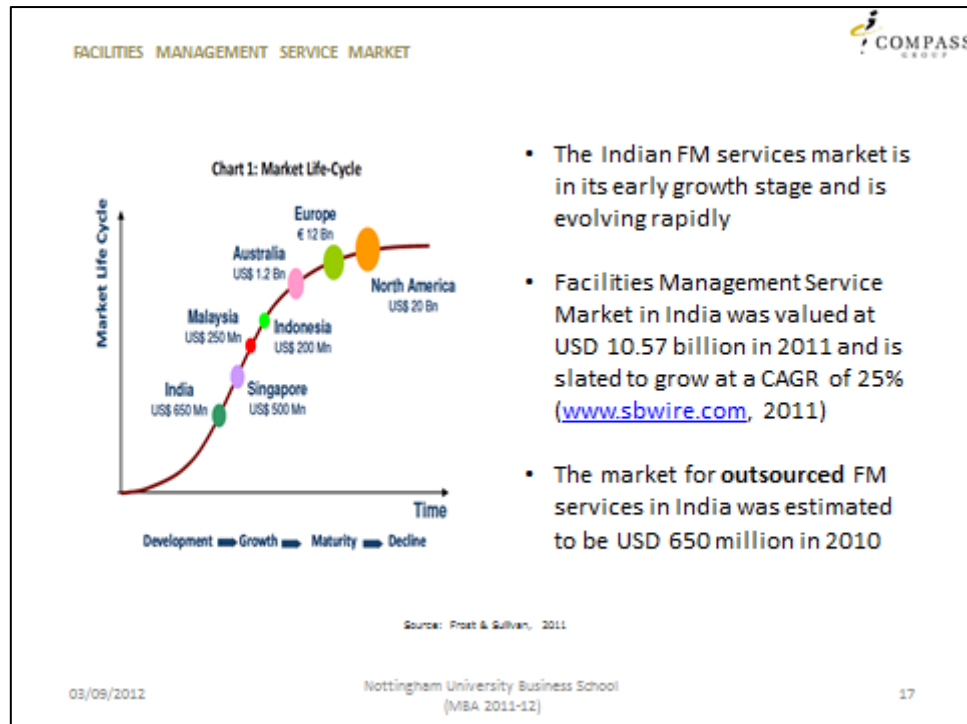 FACILITIES MANAGEMENT SERVICE MARKET
COMPASS
GROUP
Chart 1: Market Life-Cycle
Market Life Cycle
Europe
€ 12 Bn
Australia
US$ 1.2 Bn
North America
US$ 20 Bn
Malaysia
US$ 250 Mn
Indonesia
US$ 200 Mn
India
US$ 650 Mn
Singapore
US$ 500 Mn
Time
Development Growth Maturity Decline
• The Indian FM services market is
in its early growth stage and is
evolving rapidly
• Facilities Management Service
Market in India was valued at
USD 10.57 billion in 2011 and is
slated to grow at a CAGR of 25%
(www.sbwire.com, 2011)
• The market for outsourced FM
services in India was estimated
to be USD 650 million in 2010
Source: Frost & Sullivan, 2011
03/09/2012
Nottingham University Business School
(MBA 2011-12)
17